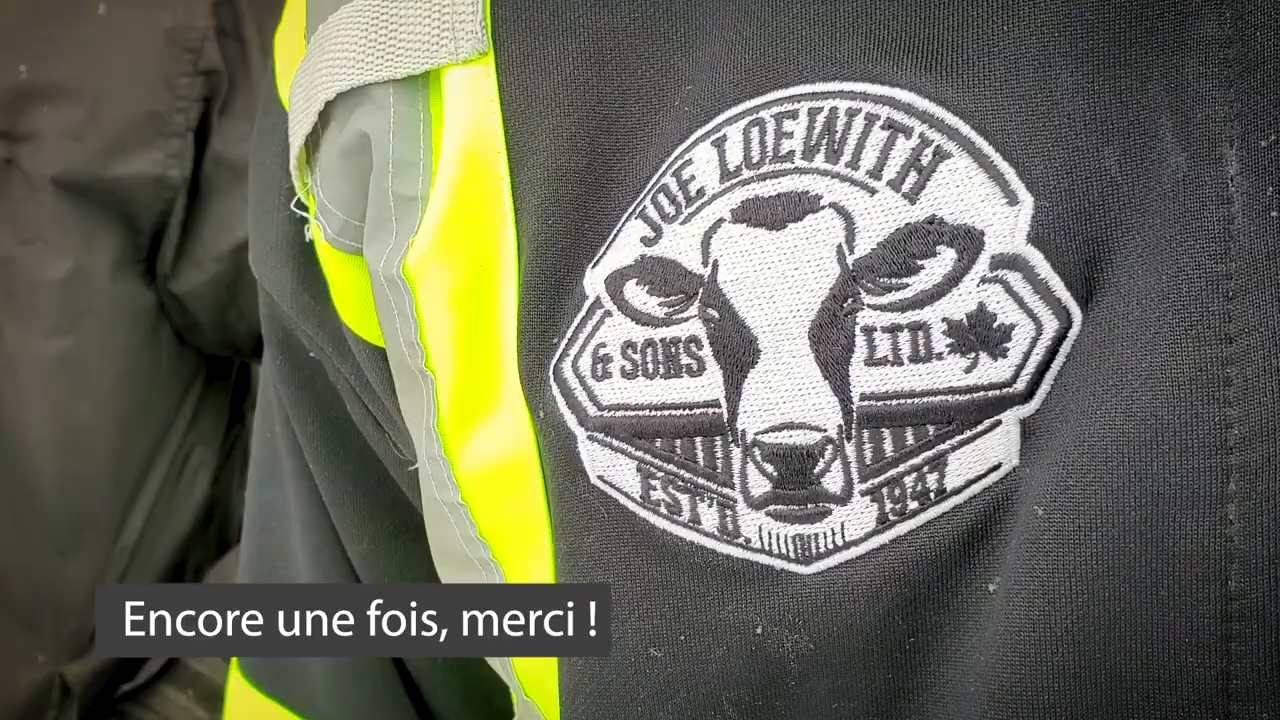 JOE LOEWITH
& SONS LTD.
EST'D. 1947
Encore une fois, merci !